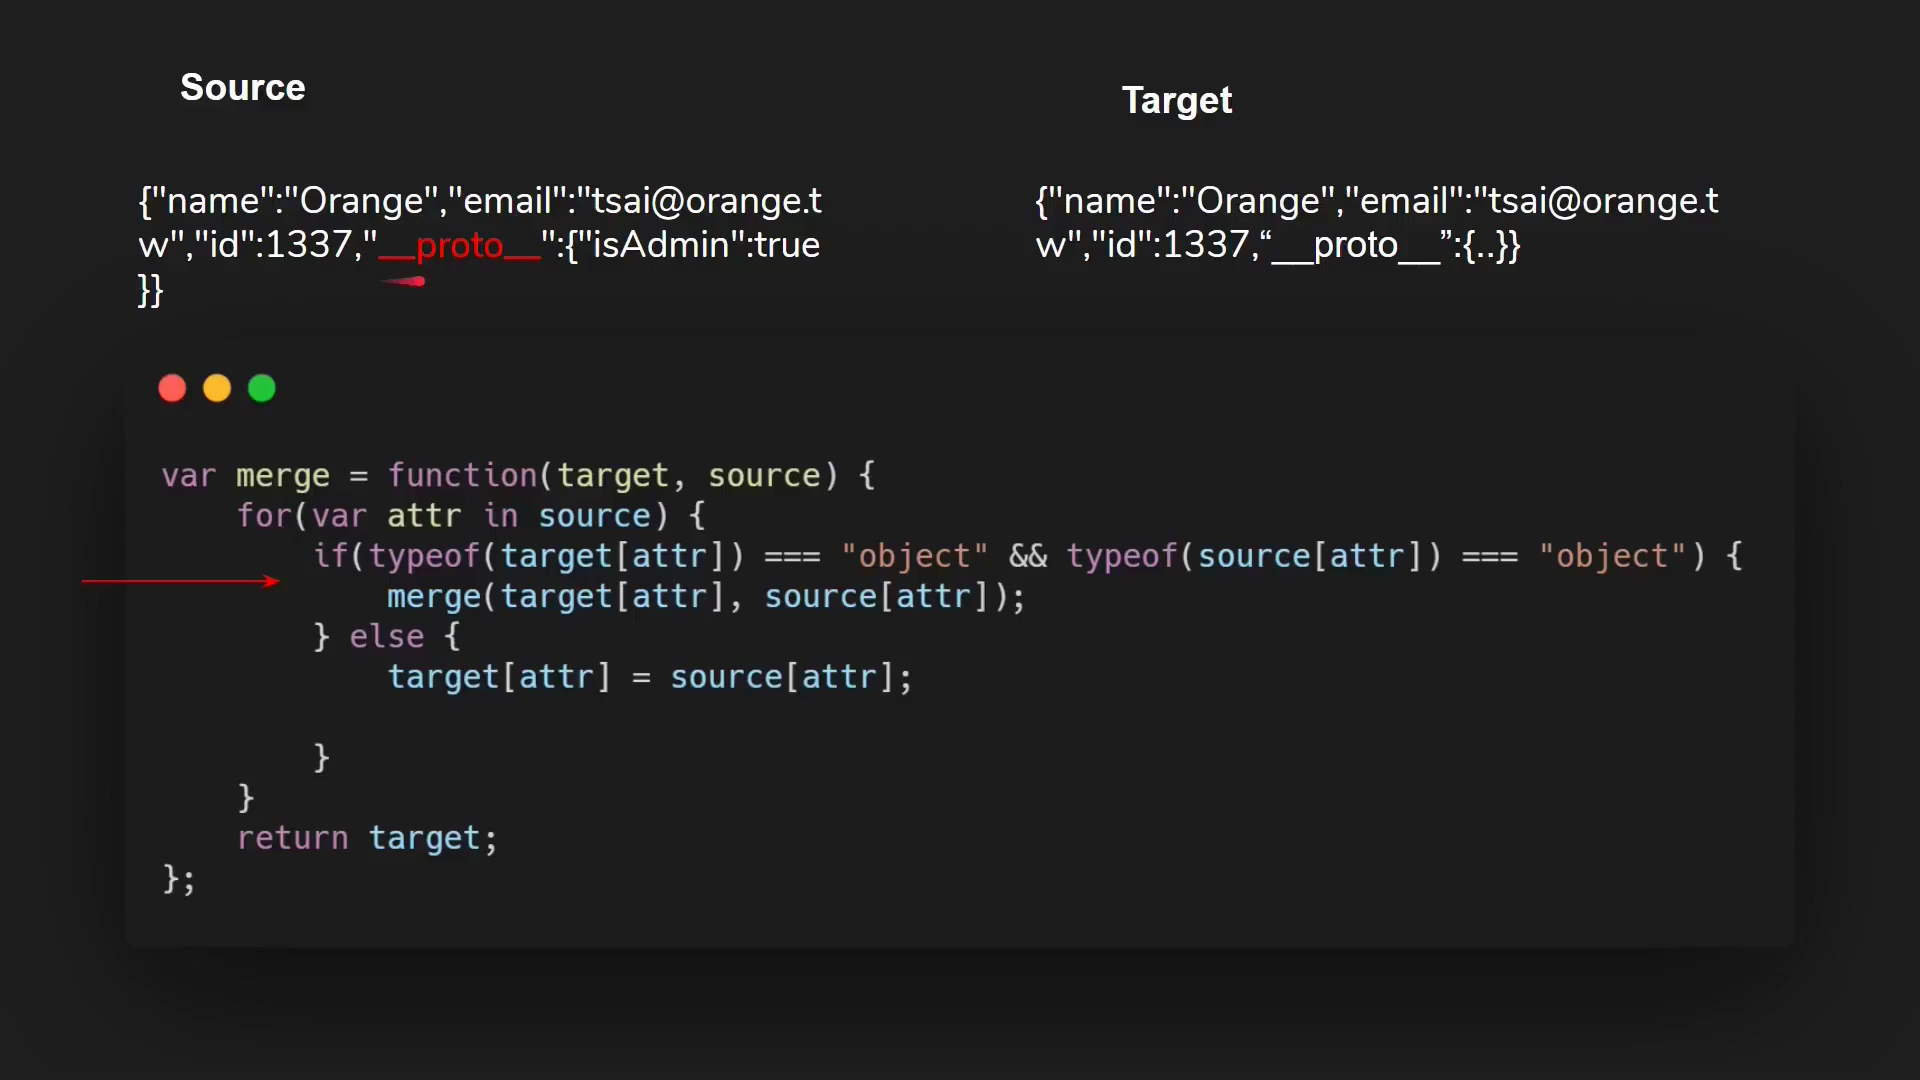 Source
Target
{"name":"Orange","email":"tsai@orange.t
w","id":1337,"__proto__":{"isAdmin":true
}}
{"name":"Orange","email":"tsai@orange.t
w","id":1337,“__proto__”:{..}}
var merge = function(target, source) {
    for(var attr in source) {
        if(typeof(target[attr]) === "object" && typeof(source[attr]) === "object") {
            merge(target[attr], source[attr]);
        } else {
            target[attr] = source[attr];
        }
    }
    return target;
};